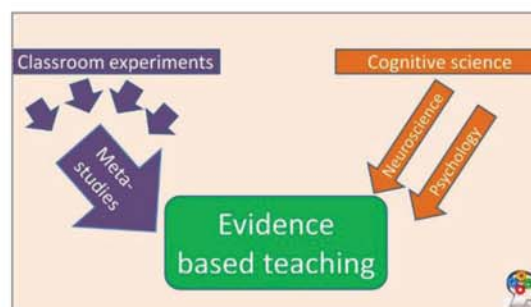 Classroom experiments
Cognitive science
Meta-
studies
Neuroscience
Psychology
Evidence
based teaching